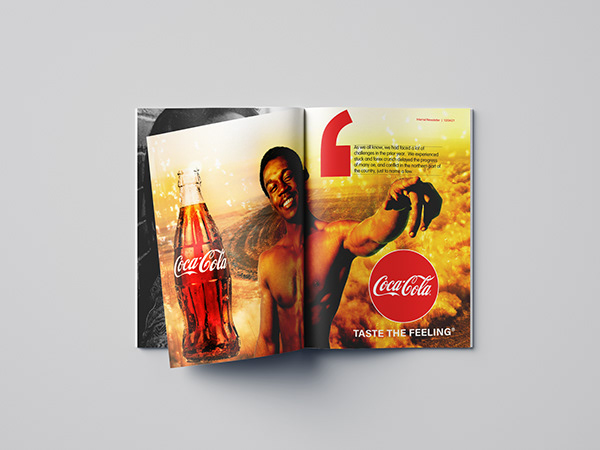 Coca-Cola
As we all know, we had faced a lot of
challenges in the prior year. We experienced
stuck and forex crunch delayed the progress
of many as, and conflict in the northern part of
the country, just to name a few.
Coca-Cola
TASTE THE FEELING®